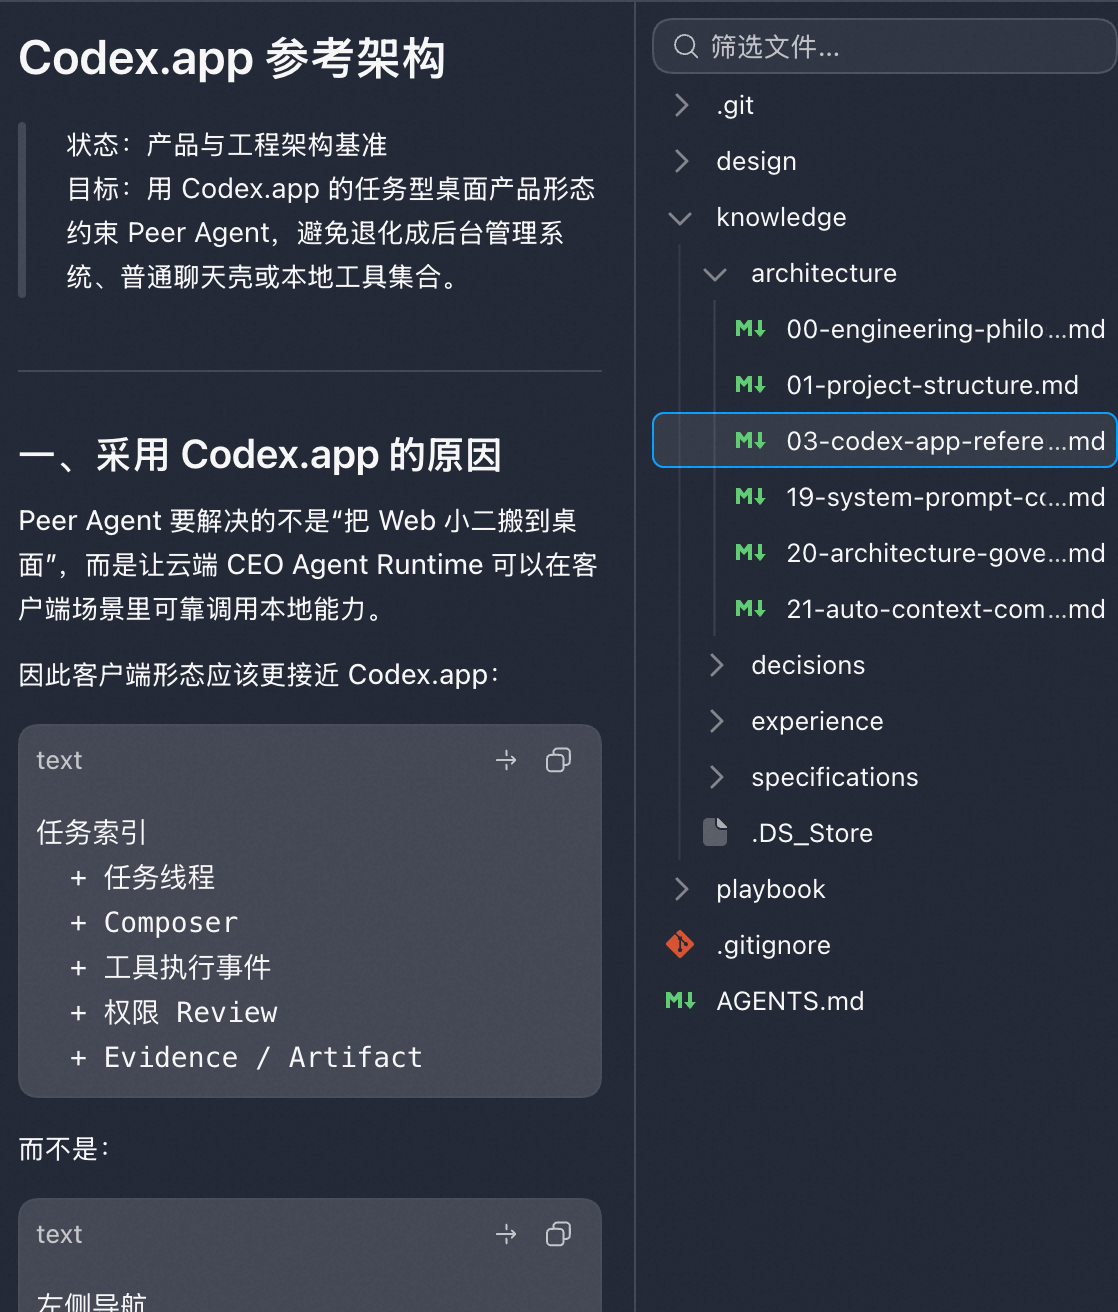 Codex.app 参考架构
状态：产品与工程架构基准
目标：用 Codex.app 的任务型桌面产品形态
约束 Peer Agent，避免退化成后台管理系
统、普通聊天壳或本地工具集合。
一、采用 Codex.app 的原因
Peer Agent 要解决的不是“把 Web 小二搬到桌
面”，而是让云端 CEO Agent Runtime 可以在客
户端场景里可靠调用本地能力。
因此客户端形态应该更接近 Codex.app：
text
任务索引
+ 任务线程
+ Composer
+ 工具执行事件
+ 权限 Review
+ Evidence / Artifact
而不是：
text
左侧导航
筛选文件...
.git
design
knowledge
architecture
00-engineering-philo...md
01-project-structure.md
03-codex-app-refere...md
19-system-prompt-co...md
20-architecture-gove...md
21-auto-context-com...md
decisions
experience
specifications
.DS_Store
playbook
.gitignore
AGENTS.md